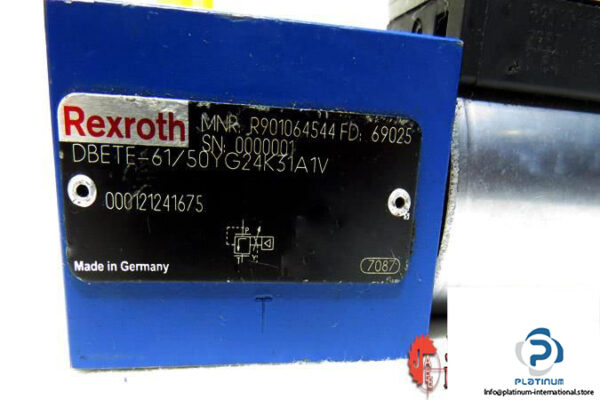 Rexroth
MNR: R901064544 FD: 69025
SN: 0000001
DBETE-61/50YG24K31A1V
000121241675
P
T Y
Made in Germany
7087
T
PLATINUM
Info@platinum-international.store